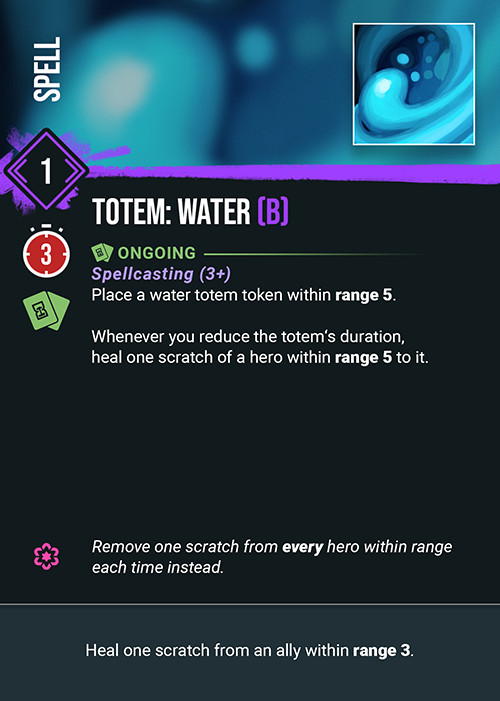 SPELL
1
TOTEM: WATER (B)
3
ONGOING
Spellcasting (3+)
Place a water totem token within range 5.
Whenever you reduce the totem's duration,
heal one scratch of a hero within range 5 to it.
Remove one scratch from every hero within range
each time instead.
Heal one scratch from an ally within range 3.